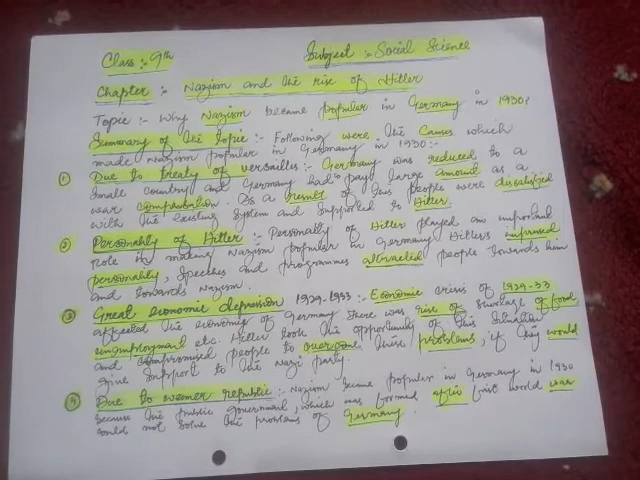 Class :- 9th
Subject :- Social Science
Chapter :- Nazism and the rise of Hitler
Topic :- Why Nazism became populer in Germany in 1930?
Summary of the topic :- Following were the causes which
made Nazism populer in Germany in 1930:-
① Due to treaty of versailles :- Germany was reduced to a
small country and Germany had to pay large amount as a
war compensation. As a result of this people were dissatisfied
with the existing system and supported to Hitler.
② Personality of Hitler :- Personality of Hitler played an important
role in making Nazism populer in Germany Hitler's
personality, speeches and programmes attracted people towards him
and towards Nazism.
③ Great economic depression 1929-1933 :- Economic crisis of 1929-33
affected the economy of Germany there was rise of shortage of food,
unemployment etc. Hitler took the opportunity of this situation
and people to overcome these problems, if they would
give support to the Nazi party.
④ Due to weimer republic :- Nazism became populer in Germany in 1930
because the public government, which was formed after first world war
could not solve the problems of Germany.